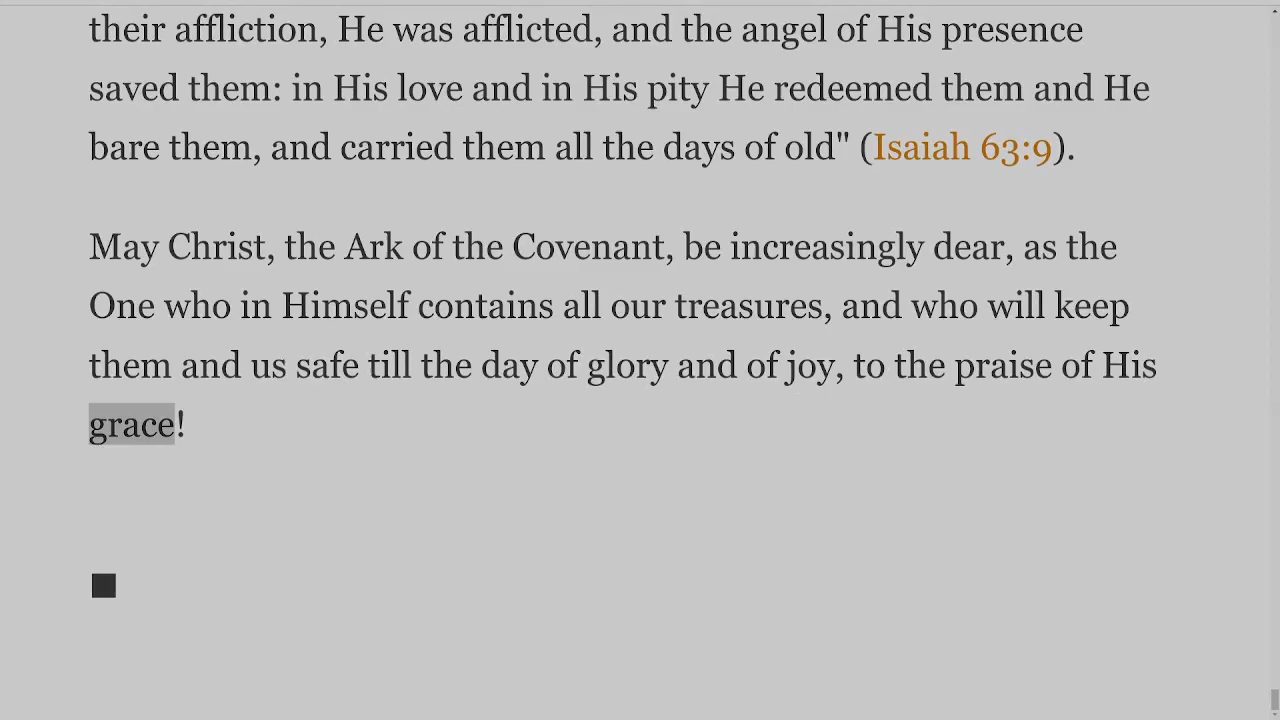 their affliction, He was afflicted, and the angel of His presence
saved them: in His love and in His pity He redeemed them and He
bare them, and carried them all the days of old" (Isaiah 63:9).
May Christ, the Ark of the Covenant, be increasingly dear, as the
One who in Himself contains all our treasures, and who will keep
them and us safe till the day of glory and of joy, to the praise of His
grace!